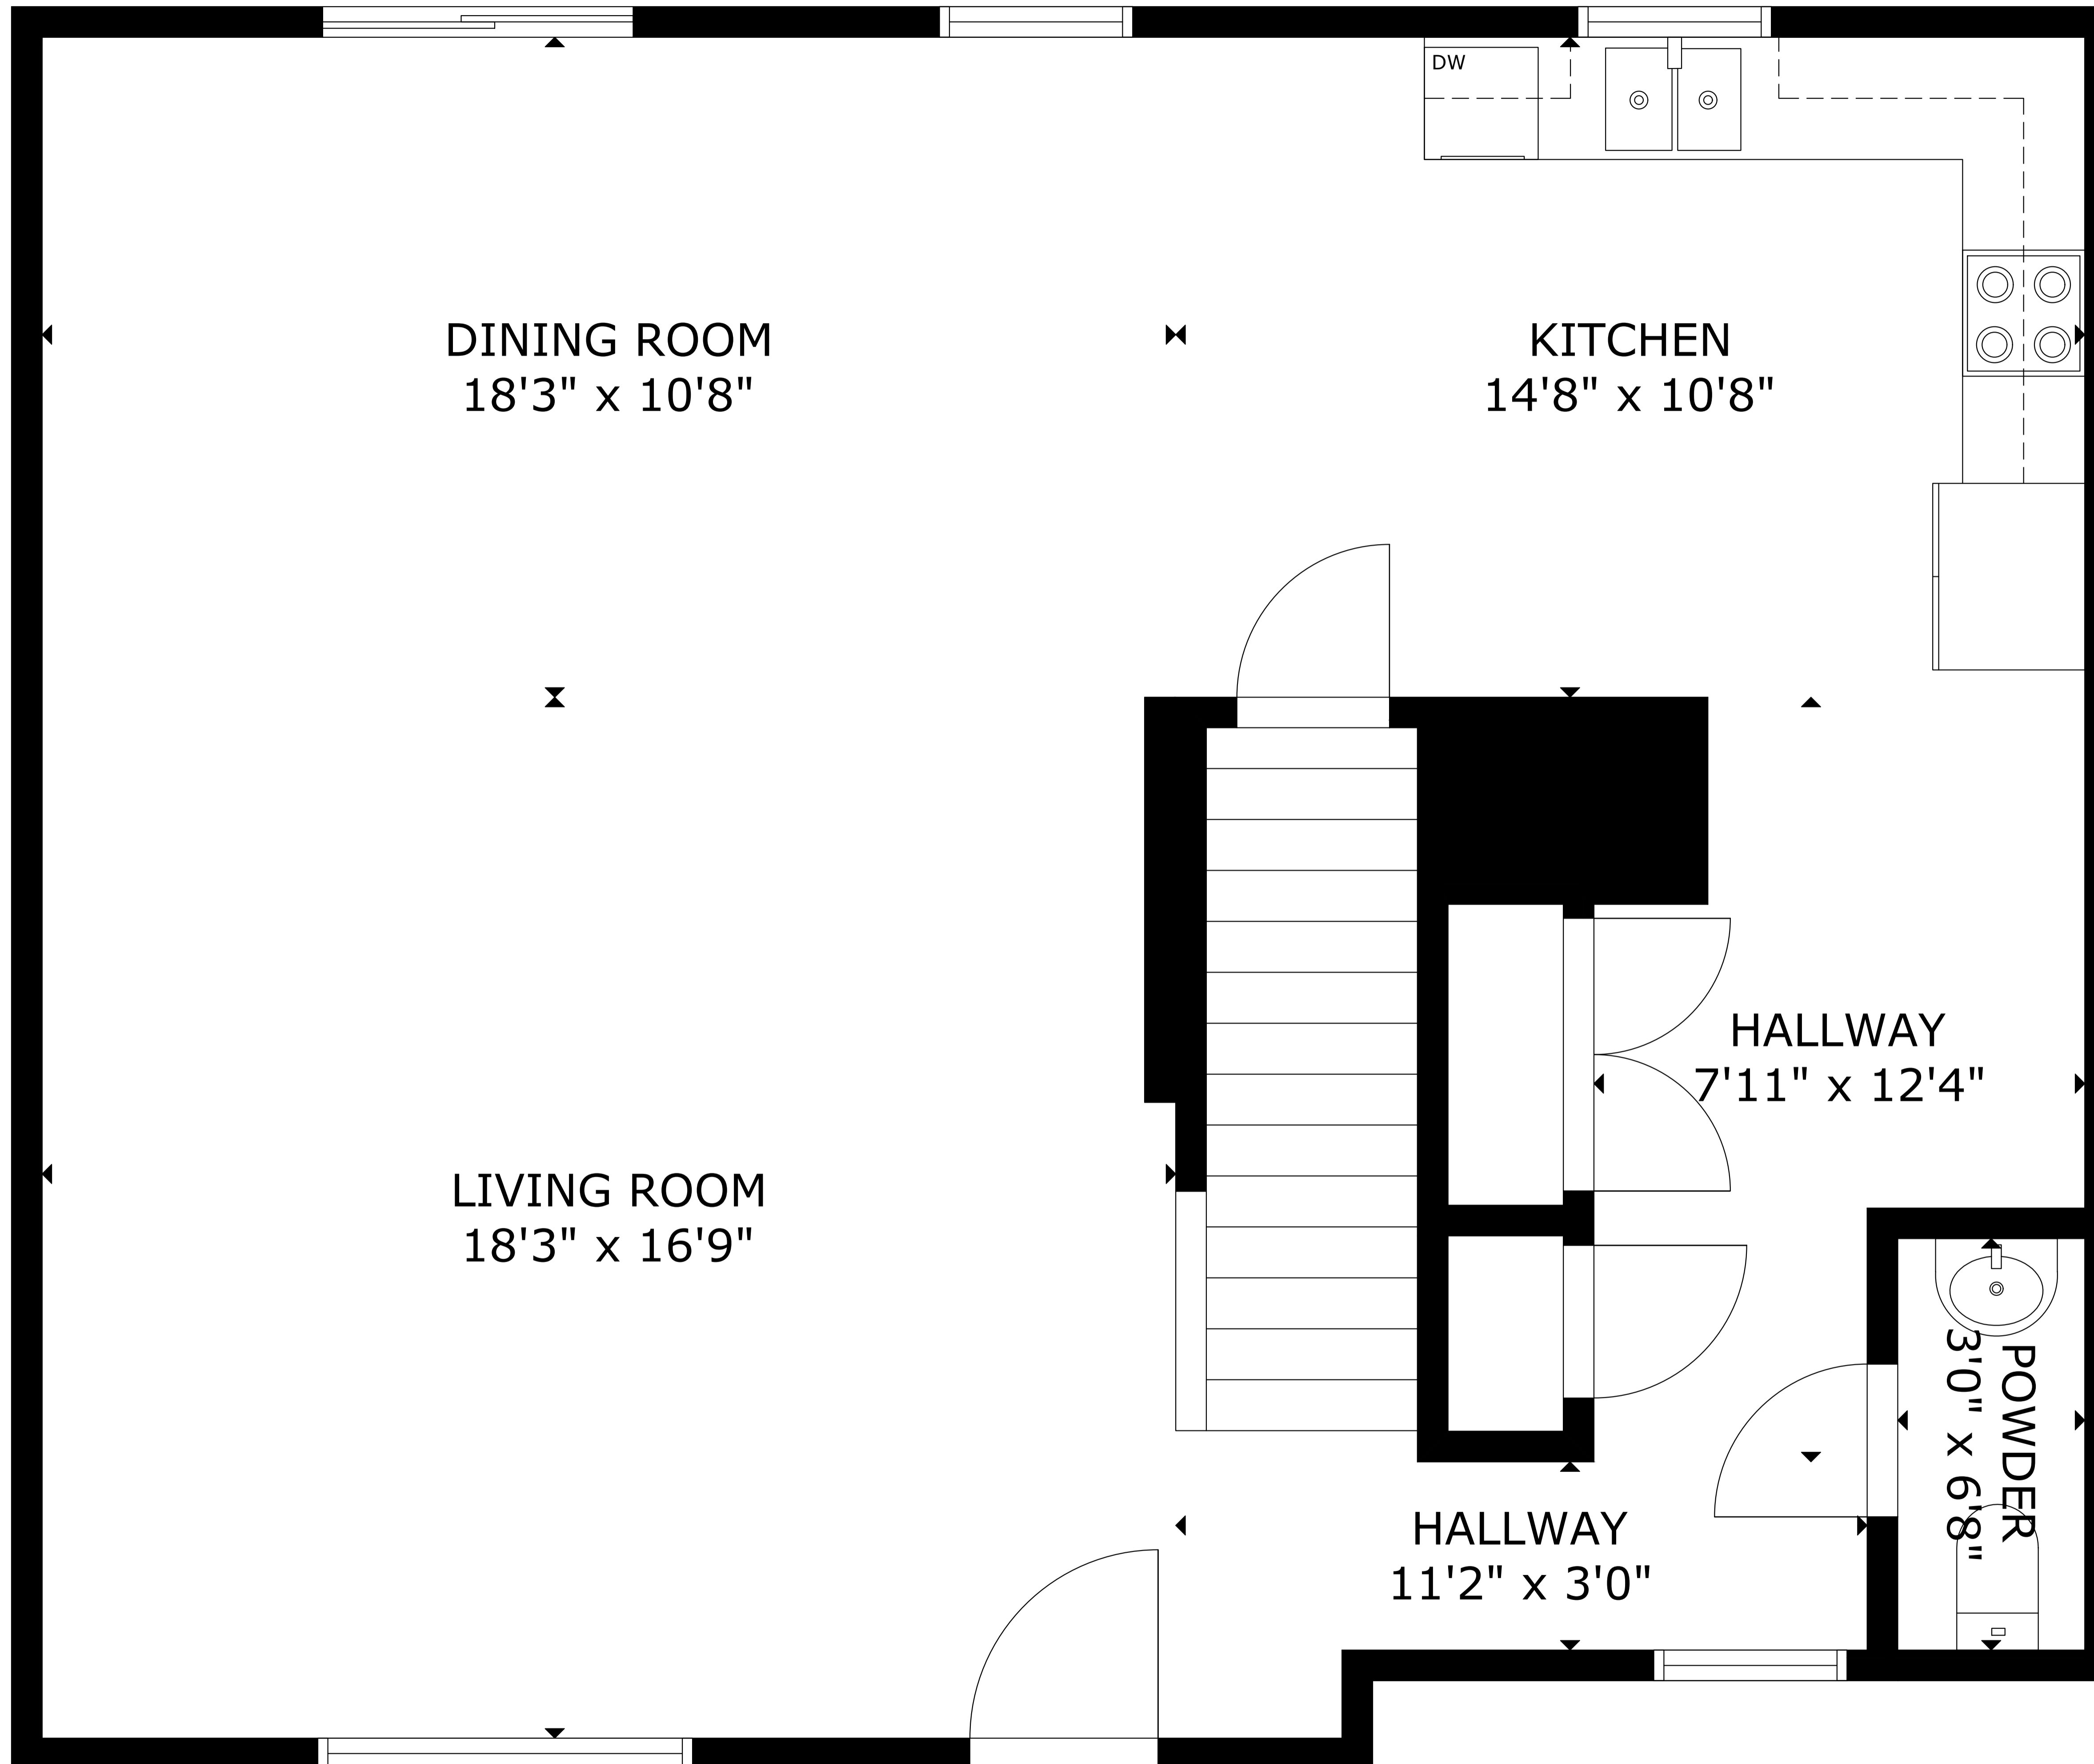 DW
DINING ROOM
18'3" x 10'8"
KITCHEN
14'8" x 10'8"
HALLWAY
7'11" x 12'4"
LIVING ROOM
18'3" x 16'9"
POWDER
3'0" x 6'8"
HALLWAY
11'2" x 3'0"